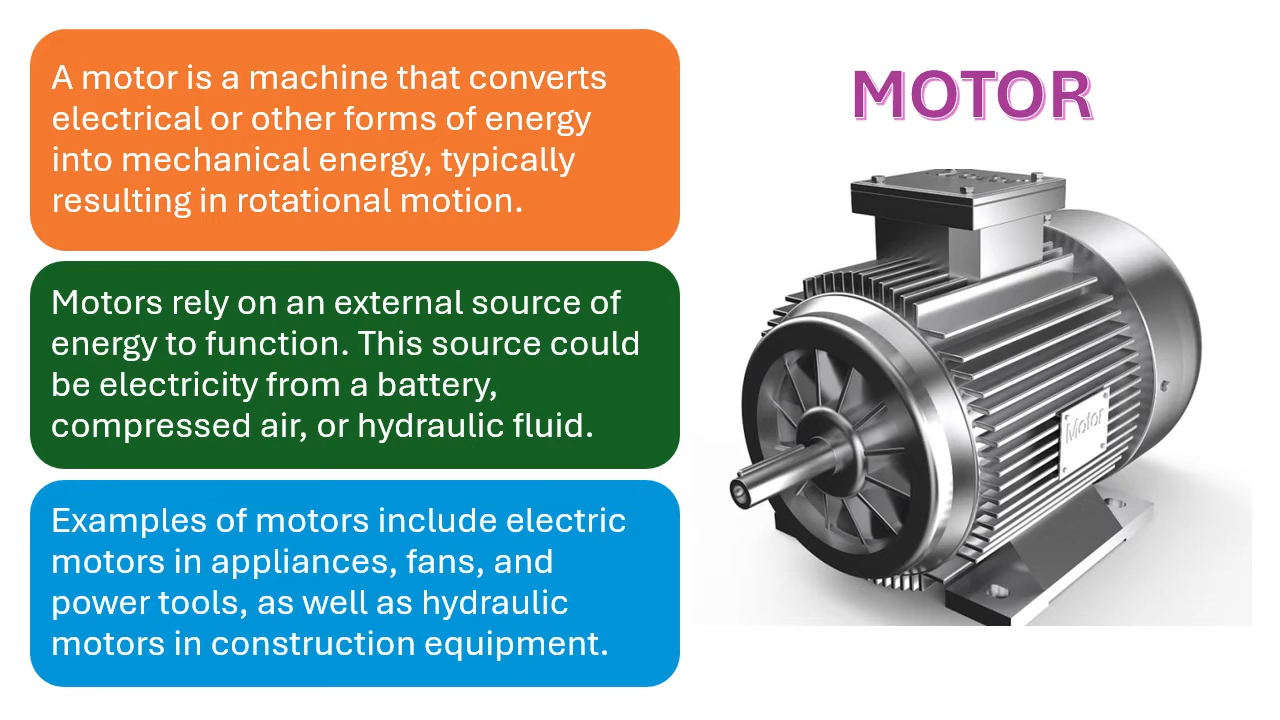 A motor is a machine that converts
electrical or other forms of energy
into mechanical energy, typically
resulting in rotational motion.
Motors rely on an external source of
energy to function. This source could
be electricity from a battery,
compressed air, or hydraulic fluid.
Examples of motors include electric
motors in appliances, fans, and
power tools, as well as hydraulic
motors in construction equipment.
MOTOR
Motor